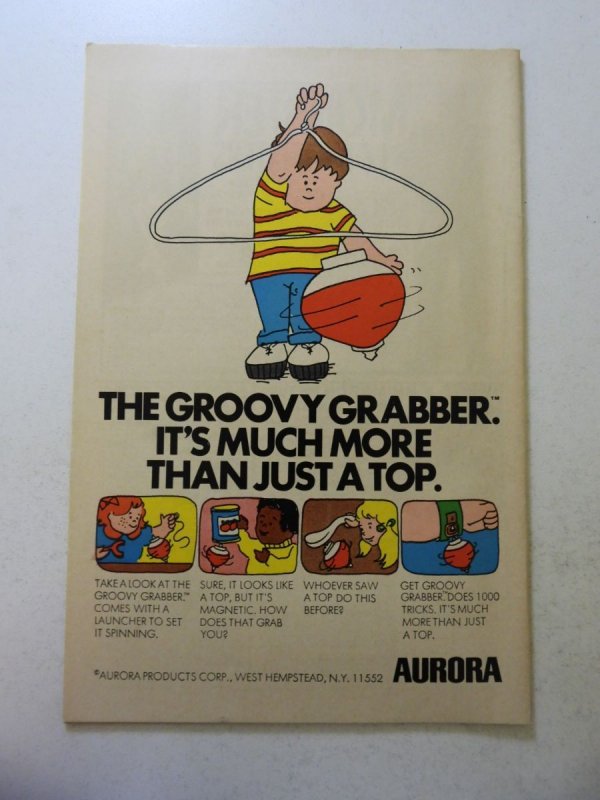 THE GROOVY GRABBER.™
IT'S MUCH MORE
THAN JUST A TOP.
TAKE A LOOK AT THE
GROOVY GRABBER.™
COMES WITH A
LAUNCHER TO SET
IT SPINNING.
SURE, IT LOOKS LIKE
A TOP, BUT IT'S
MAGNETIC. HOW
DOES THAT GRAB
YOU?
WHOEVER SAW
A TOP DO THIS
BEFORE?
GET GROOVY
GRABBER.™ DOES 1000
TRICKS, IT'S MUCH
MORE THAN JUST
A TOP.
©AURORA PRODUCTS CORP., WEST HEMPSTEAD, N.Y. 11552
AURORA